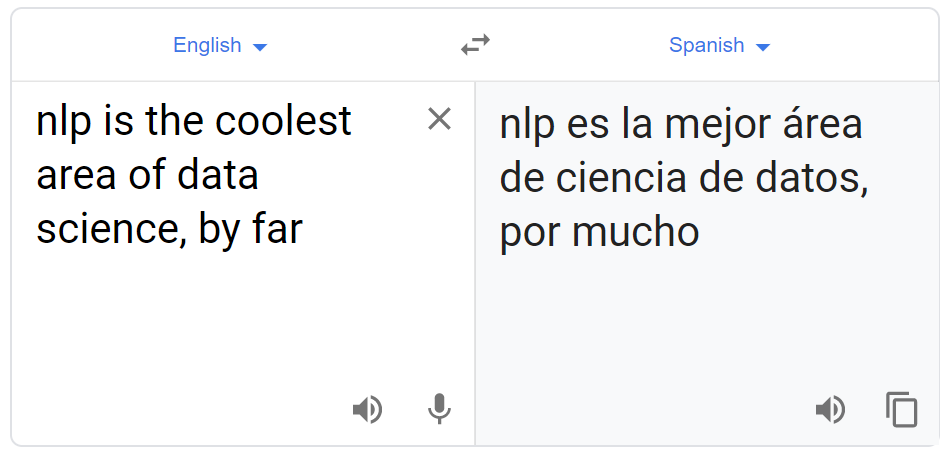 English
Spanish
nlp is the coolest
area of data
science, by far
nlp es la mejor área
de ciencia de datos,
por mucho